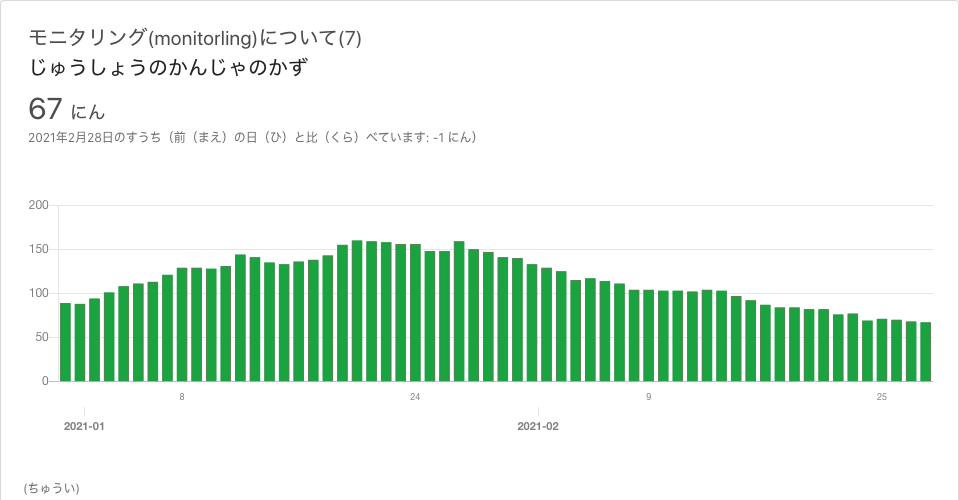 モニタリング(monitorling)について(7)
じゅうしょうのかんじゃのかず
67 にん
2021年2月28日のすうち（前（まえ）の日（ひ）と比（くら）べています: -1 にん）
200
150
100
50
0
8 24 9 25
2021-01 2021-02
(ちゅうい)